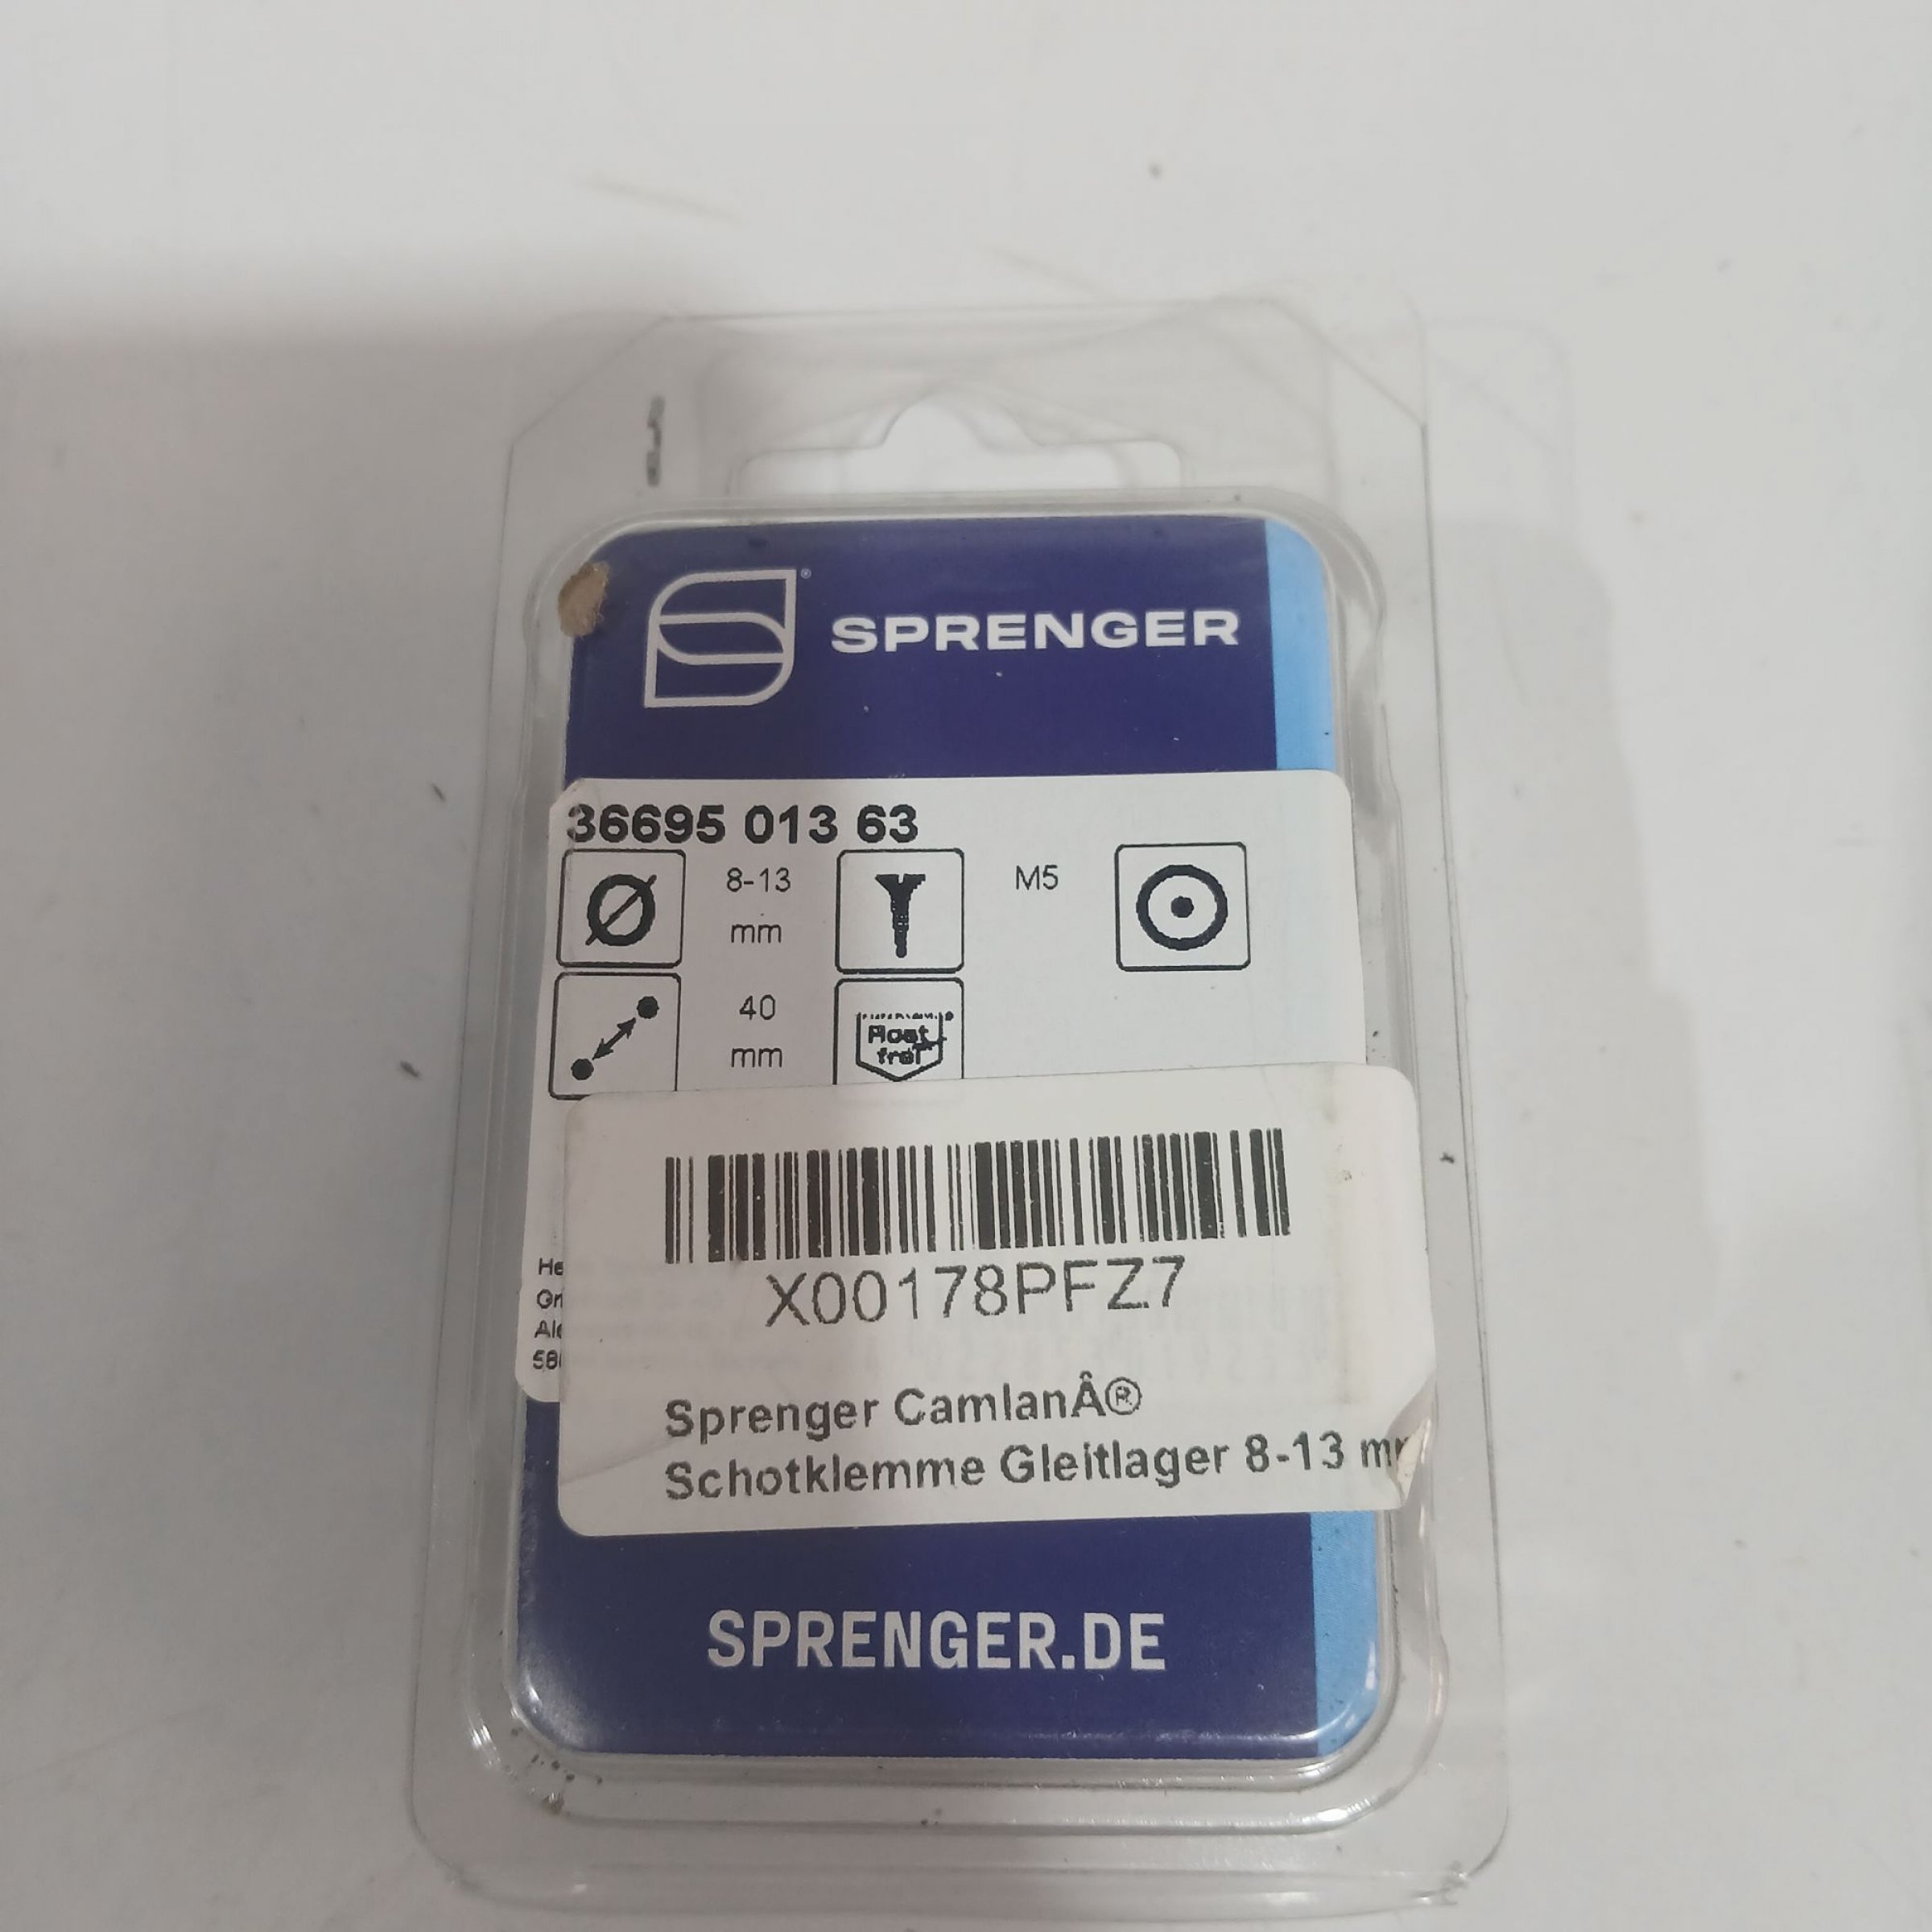 SPRENGER
36695 013 63
8-13 mm
M5
40 mm
Rost frei
X00178PFZ7
Sprenger CamlanÂ®
Schotklemme Gleitlager 8-13 mm
SPRENGER.DE